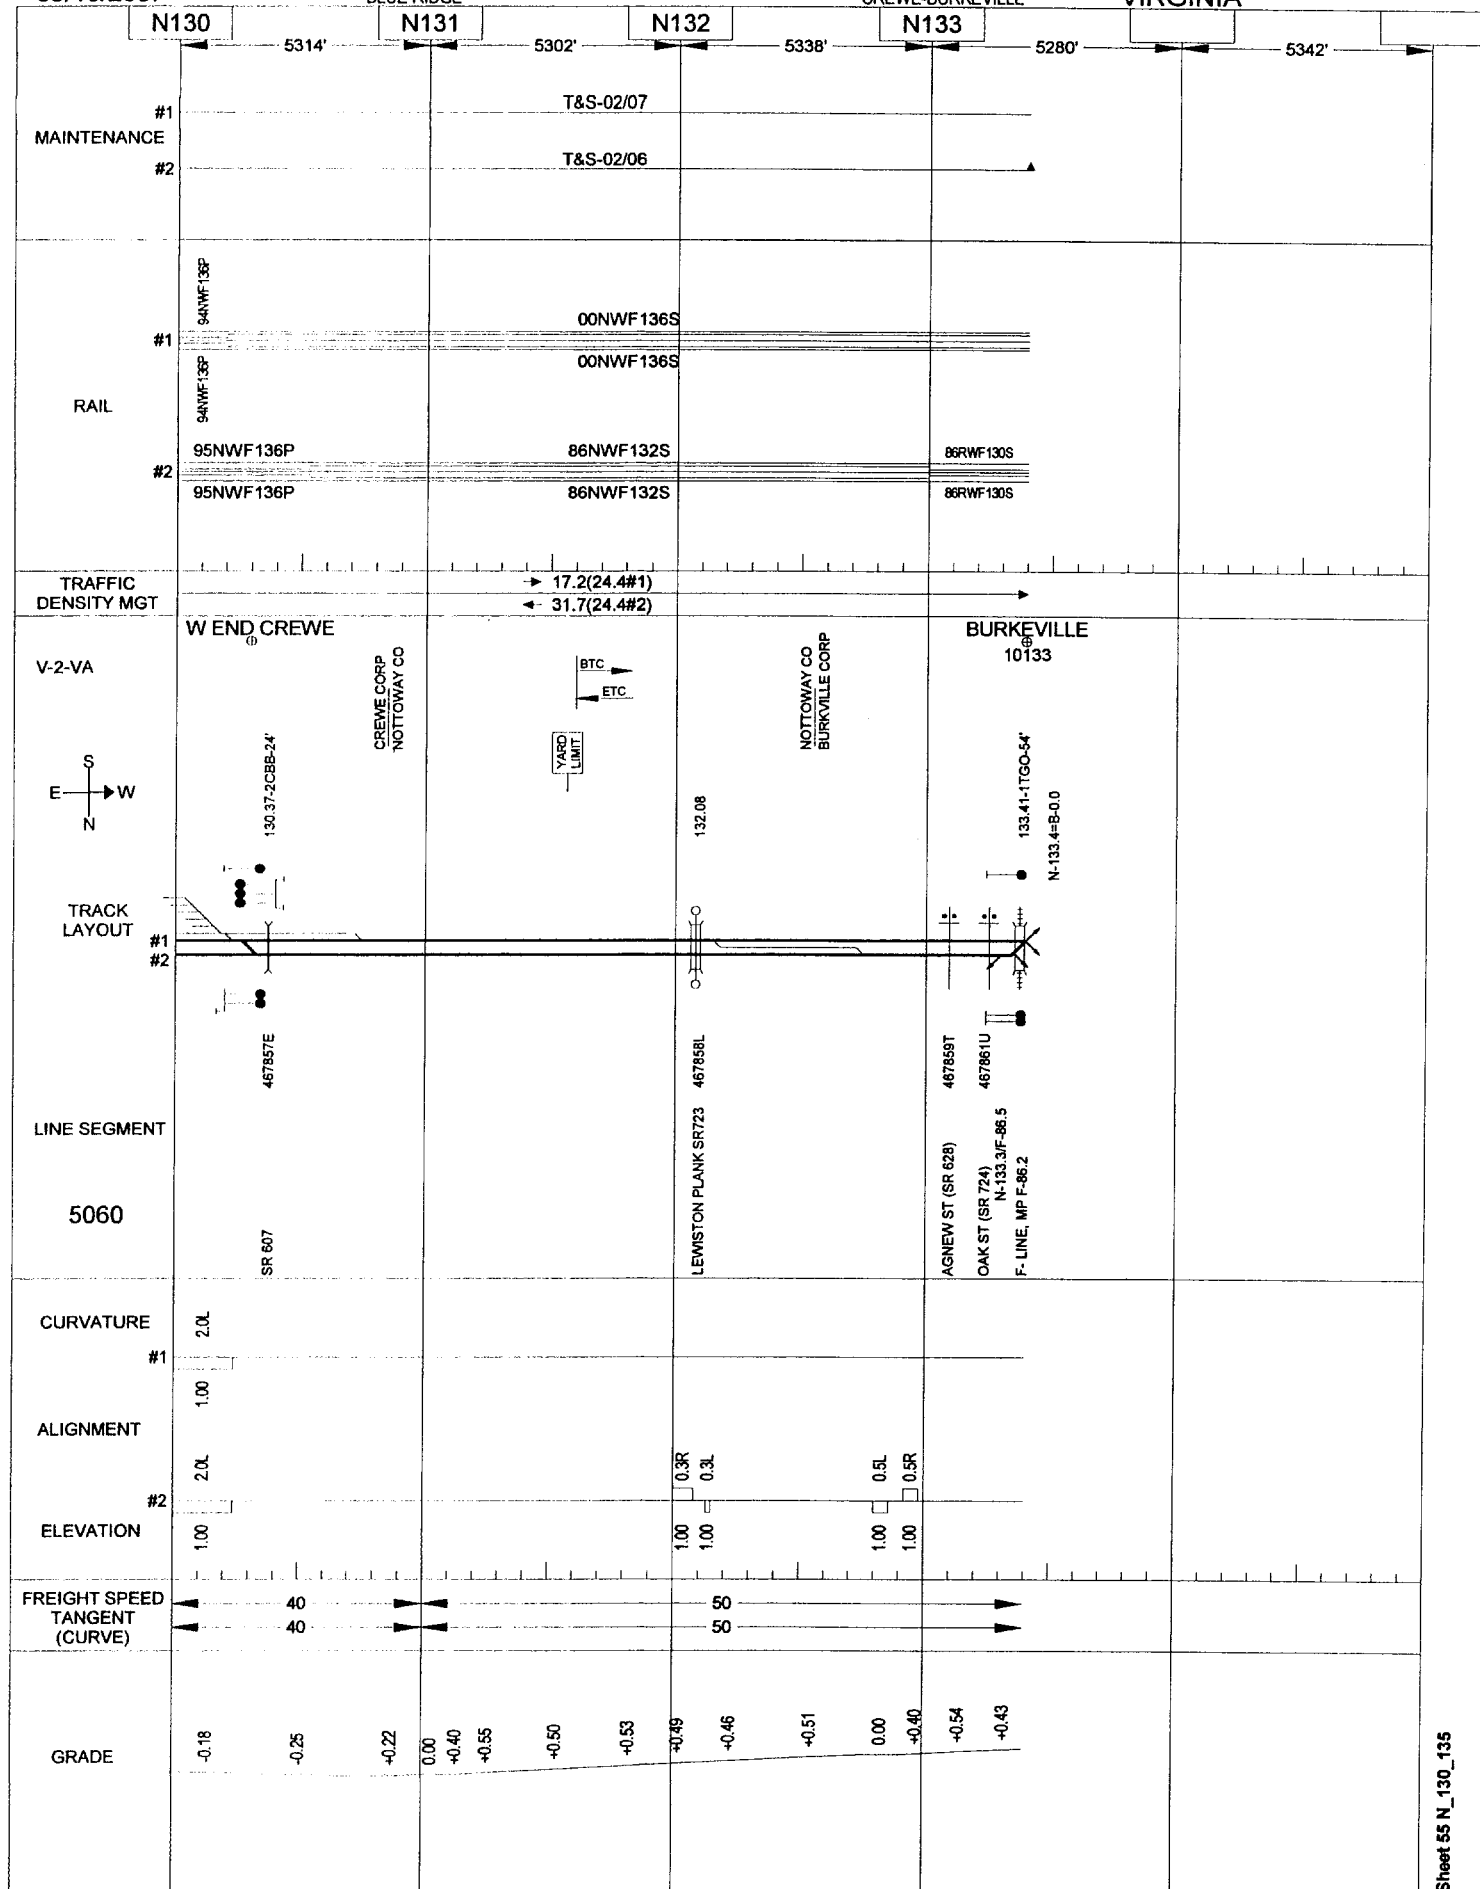 BLUE RIDGE
CREWE-BURKEVILLE
VIRGINIA
N130
N131
N132
N133
5314'
5302'
5338'
5280'
5342'
MAINTENANCE
#1
T&S-02/07
#2
T&S-02/06
RAIL
#1
94NWF136P
94NWF136P
00NWF136S
00NWF136S
#2
95NWF136P
95NWF136P
86NWF132S
86NWF132S
86RWF130S
86RWF130S
TRAFFIC
DENSITY MGT
17.2(24.4#1)
31.7(24.4#2)
V-2-VA
W END CREWE
BURKEVILLE
10133
CREWE CORP
NOTTOWAY CO
BTC
ETC
YARD
LIMIT
NOTTOWAY CO
BURKVILLE CORP
S
E W
N
130.37-2CBB-24'
132.08
133.41-1TGO-54'
N-133.4=B-0.0
TRACK
LAYOUT
#1
#2
467857E
467858L
467859T
467861U
LINE SEGMENT
5060
SR 607
LEWISTON PLANK SR723
AGNEW ST (SR 628)
OAK ST (SR 724)
N-133.3/F-86.5
F- LINE, MP F-86.2
CURVATURE
#1
2.0L
1.00
ALIGNMENT
#2
2.0L
0.3R
0.3L
0.5L
0.5R
ELEVATION
1.00
1.00
1.00
1.00
1.00
FREIGHT SPEED
TANGENT
(CURVE)
40
50
40
50
GRADE
-0.18
-0.25
+0.22
0.00
+0.40
+0.55
+0.50
+0.53
+0.49
+0.46
+0.51
0.00
+0.40
+0.54
+0.43
Sheet 55 N_130_135